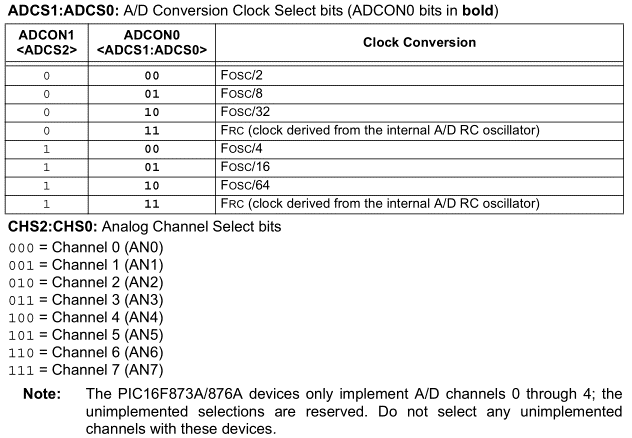 ADCS1:ADCS0: A/D Conversion Clock Select bits (ADCON0 bits in bold)
ADCON1 <ADCS2> ADCON0 <ADCS1:ADCS0> Clock Conversion
0 00 FOSC/2
0 01 FOSC/8
0 10 FOSC/32
0 11 FRC (clock derived from the internal A/D RC oscillator)
1 00 FOSC/4
1 01 FOSC/16
1 10 FOSC/64
1 11 FRC (clock derived from the internal A/D RC oscillator)
CHS2:CHS0: Analog Channel Select bits
000 = Channel 0 (AN0)
001 = Channel 1 (AN1)
010 = Channel 2 (AN2)
011 = Channel 3 (AN3)
100 = Channel 4 (AN4)
101 = Channel 5 (AN5)
110 = Channel 6 (AN6)
111 = Channel 7 (AN7)
Note: The PIC16F873A/876A devices only implement A/D channels 0 through 4; the
unimplemented selections are reserved. Do not select any unimplemented
channels with these devices.